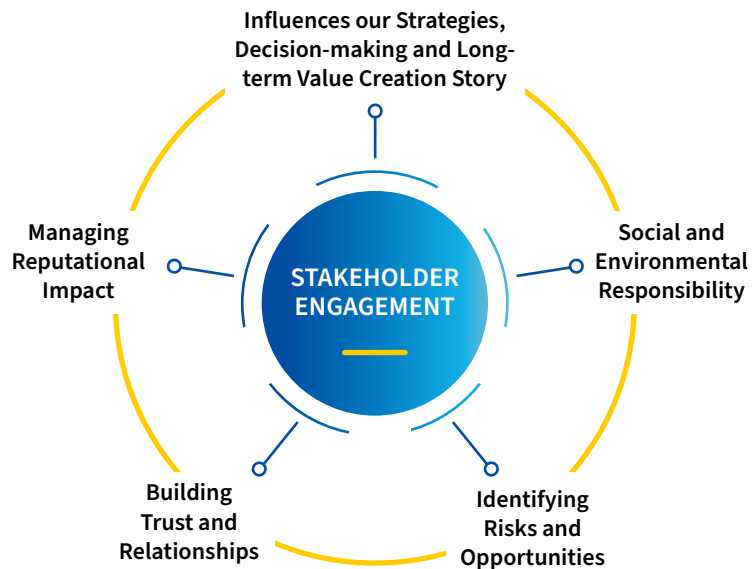 Influences our Strategies,
Decision-making and Long-
term Value Creation Story
Managing
Reputational
Impact
STAKEHOLDER
ENGAGEMENT
Social and
Environmental
Responsibility
Building
Trust and
Relationships
Identifying
Risks and
Opportunities